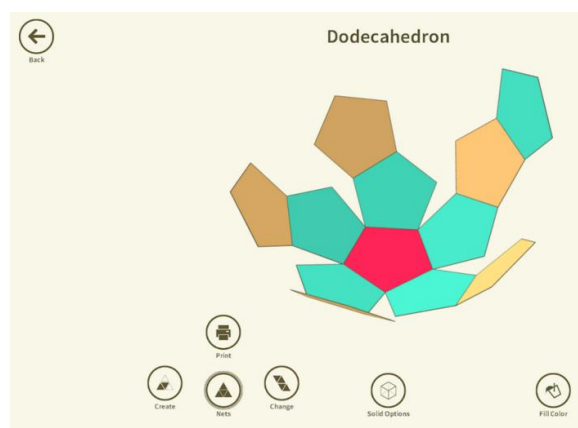 Dodecahedron
Back
Print
Create
Nets
Change
Solid Options
Fill Color